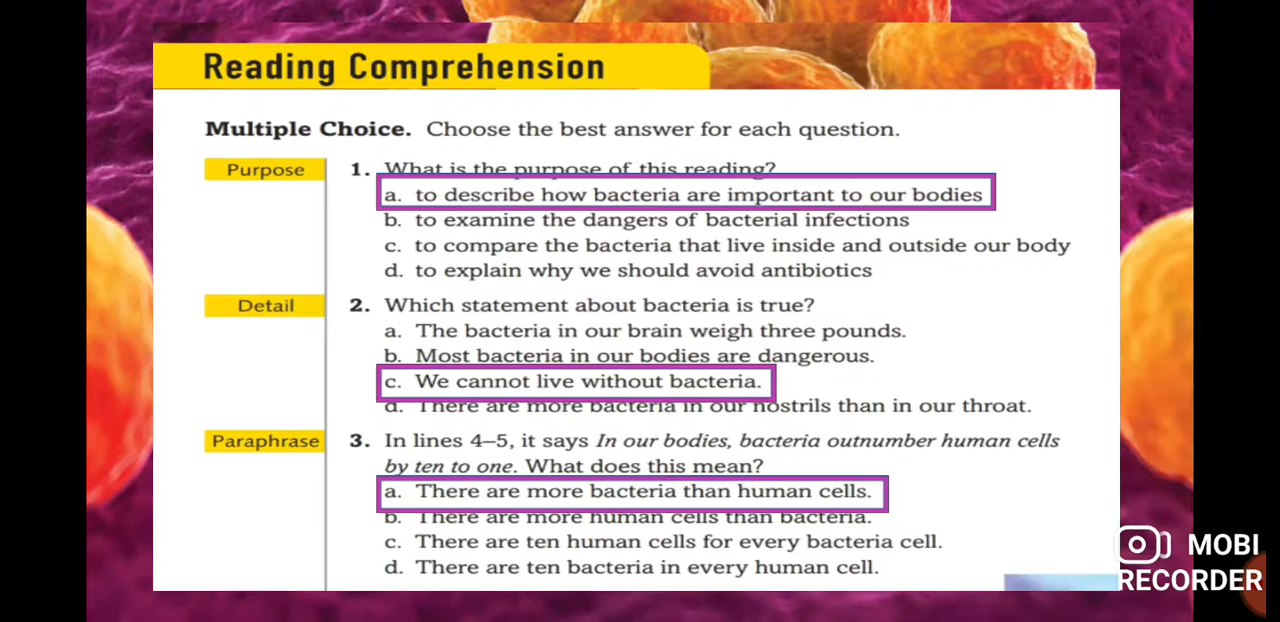 Reading Comprehension
Multiple Choice. Choose the best answer for each question.
Purpose
1. What is the purpose of this reading?
a. to describe how bacteria are important to our bodies
b. to examine the dangers of bacterial infections
c. to compare the bacteria that live inside and outside our body
d. to explain why we should avoid antibiotics
Detail
2. Which statement about bacteria is true?
a. The bacteria in our brain weigh three pounds.
b. Most bacteria in our bodies are dangerous.
c. We cannot live without bacteria.
d. There are more bacteria in our nostrils than in our throat.
Paraphrase
3. In lines 4–5, it says In our bodies, bacteria outnumber human cells
by ten to one. What does this mean?
a. There are more bacteria than human cells.
b. There are more human cells than bacteria.
c. There are ten human cells for every bacteria cell.
d. There are ten bacteria in every human cell.
MOBI
RECORDER